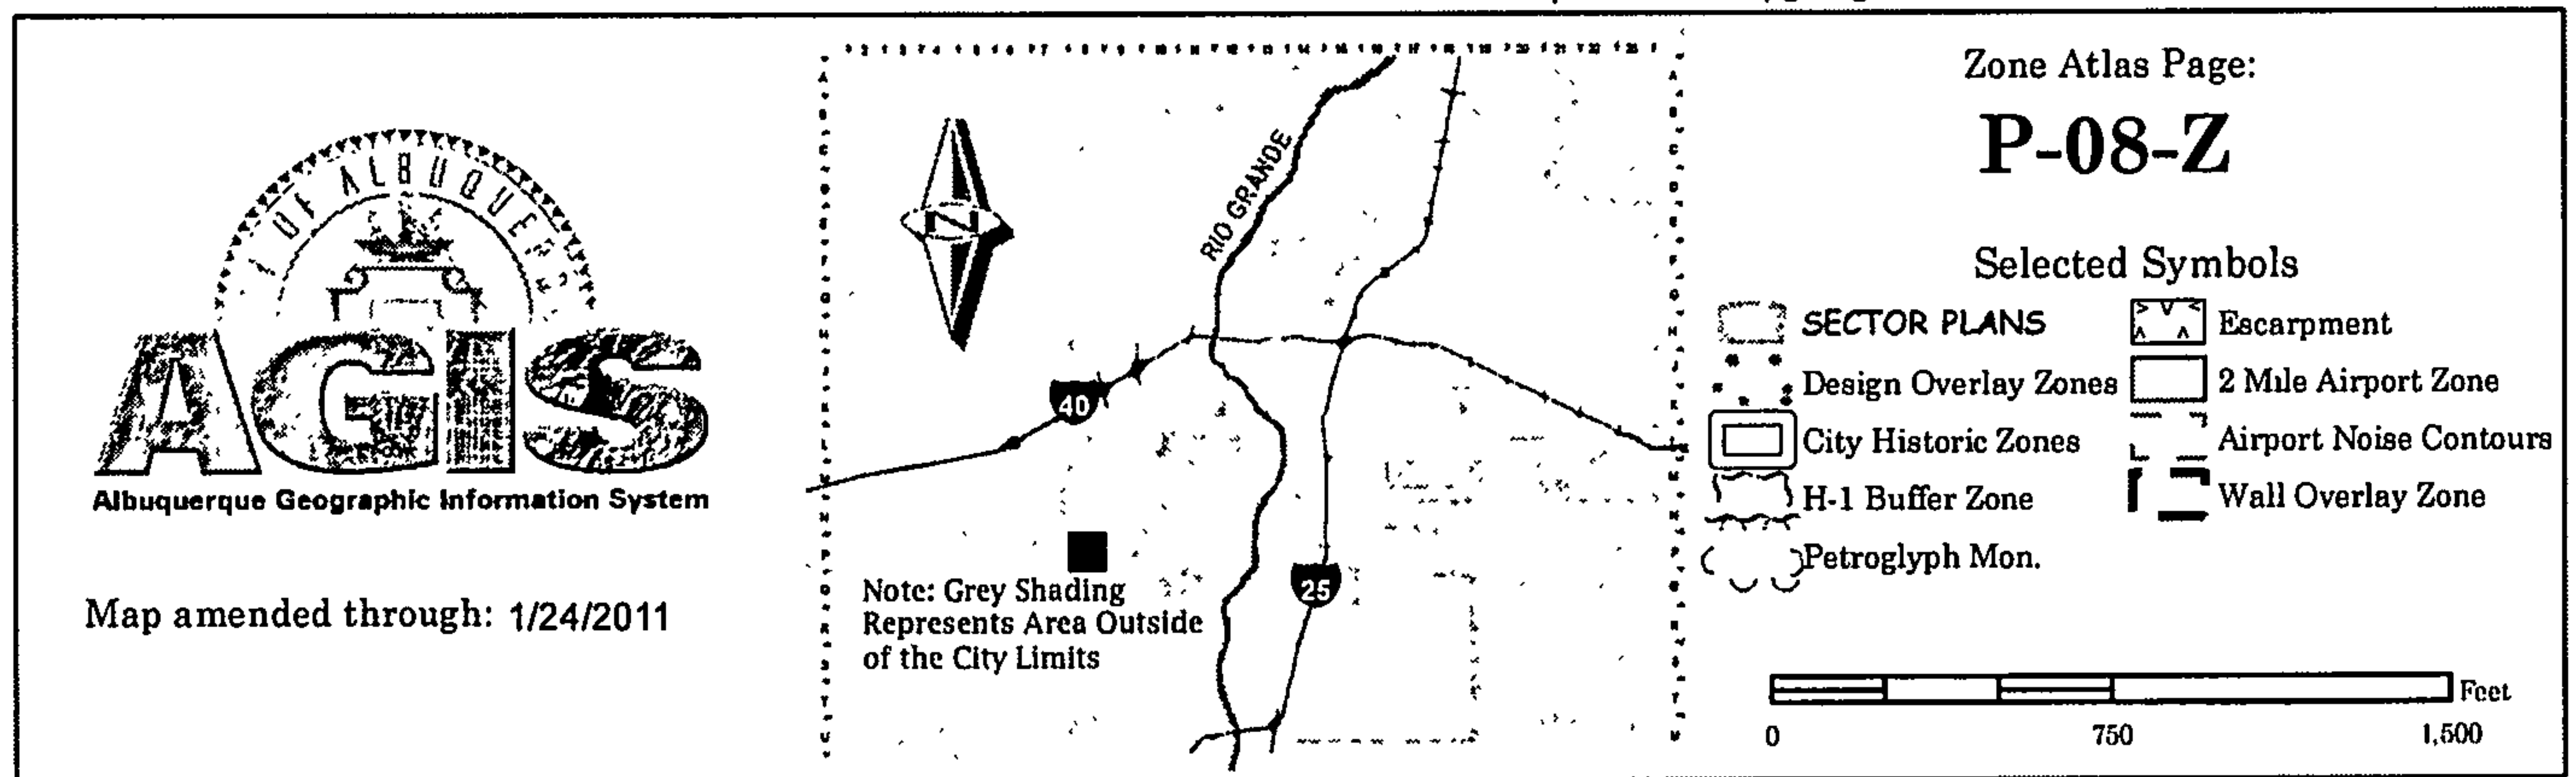 OF ALBUQUERQUE
AGIS
Albuquerque Geographic Information System
Map amended through: 1/24/2011
RIO GRANDE
N
40
25
Note: Grey Shading
Represents Area Outside
of the City Limits
Zone Atlas Page:
P-08-Z
Selected Symbols
SECTOR PLANS
Design Overlay Zones
City Historic Zones
H-1 Buffer Zone
Petroglyph Mon.
Escarpment
2 Mile Airport Zone
Airport Noise Contours
Wall Overlay Zone
Feet
0 750 1,500